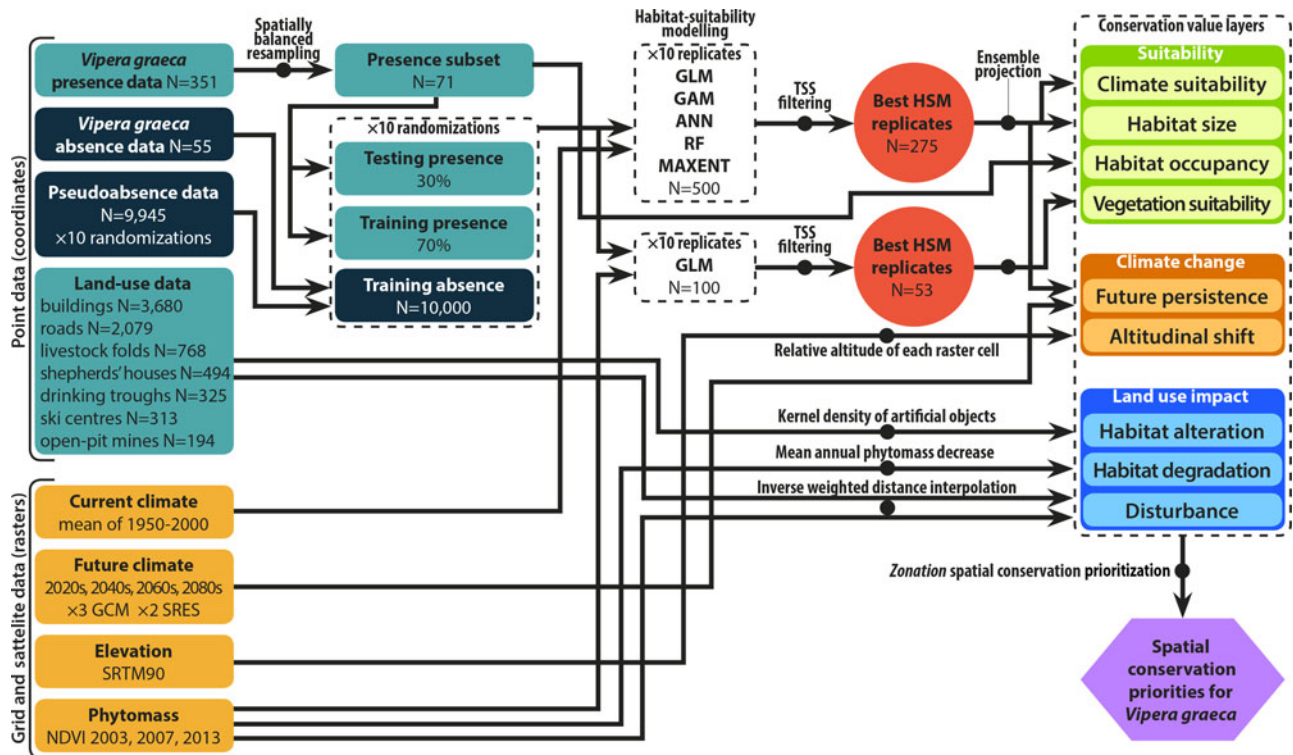 Point data (coordinates)
Vipera graeca
presence data N=351
Vipera graeca
absence data N=55
Pseudoabsence data
N=9,945
×10 randomizations
Land-use data
buildings N=3,680
roads N=2,079
livestock folds N=768
shepherds' houses N=494
drinking troughs N=325
ski centres N=313
open-pit mines N=194
Grid and sattelite data (rasters)
Current climate
mean of 1950-2000
Future climate
2020s, 2040s, 2060s, 2080s
×3 GCM ×2 SRES
Elevation
SRTM90
Phytomass
NDVI 2003, 2007, 2013
Spatially
balanced
resampling
Presence subset
N=71
×10 randomizations
Testing presence
30%
Training presence
70%
Training absence
N=10,000
Habitat-suitability
modelling
×10 replicates
GLM
GAM
ANN
RF
MAXENT
N=500
×10 replicates
GLM
N=100
TSS
filtering
TSS
filtering
Best HSM
replicates
N=275
Best HSM
replicates
N=53
Ensemble
projection
Relative altitude of each raster cell
Kernel density of artificial objects
Mean annual phytomass decrease
Inverse weighted distance interpolation
Conservation value layers
Suitability
Climate suitability
Habitat size
Habitat occupancy
Vegetation suitability
Climate change
Future persistence
Altitudinal shift
Land use impact
Habitat alteration
Habitat degradation
Disturbance
Zonation spatial conservation prioritization
Spatial
conservation
priorities for
Vipera graeca